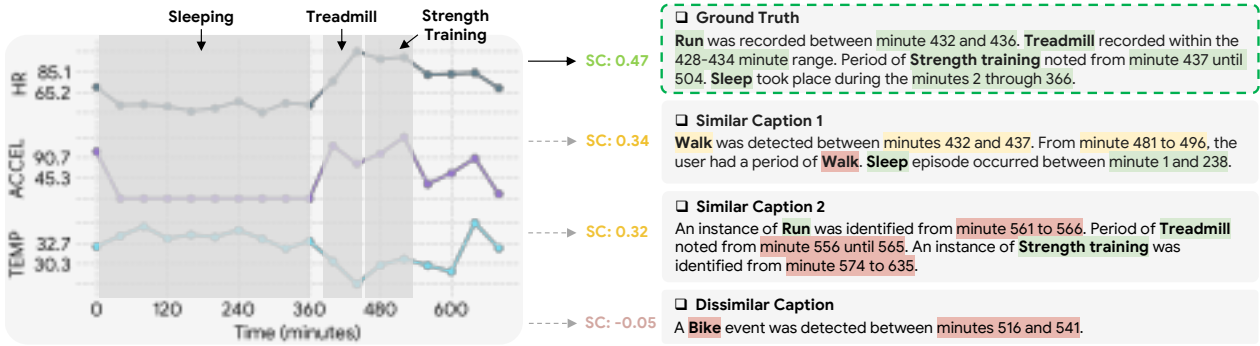 Sleeping
Treadmill
Strength
Training
HR
85.1
65.2
ACCEL
90.7
45.3
TEMP
32.7
30.3
0 120 240 360 480 600
Time (minutes)
SC: 0.47
SC: 0.34
SC: 0.32
SC: -0.05
❑ Ground Truth
Run was recorded between minute 432 and 436. Treadmill recorded within the
428-434 minute range. Period of Strength training noted from minute 437 until
504. Sleep took place during the minutes 2 through 366.
❑ Similar Caption 1
Walk was detected between minutes 432 and 437. From minute 481 to 496, the
user had a period of Walk. Sleep episode occurred between minute 1 and 238.
❑ Similar Caption 2
An instance of Run was identified from minute 561 to 566. Period of Treadmill
noted from minute 556 until 565. An instance of Strength training was
identified from minute 574 to 635.
❑ Dissimilar Caption
A Bike event was detected between minutes 516 and 541.